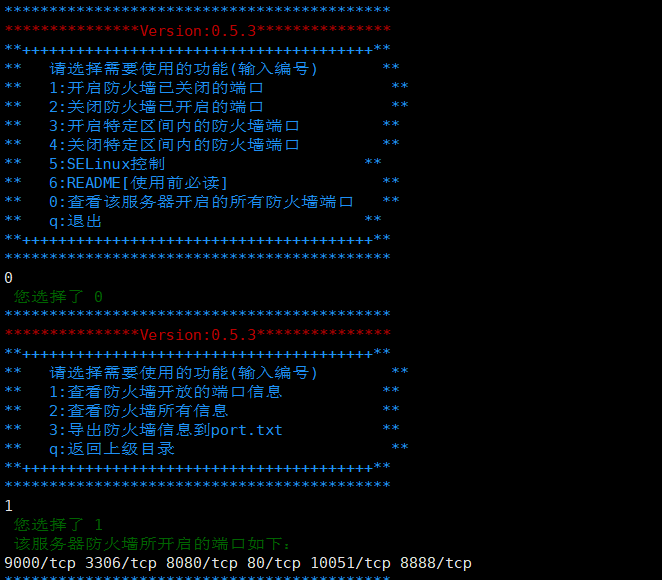 *******************************************
***************Version:0.5.3***************
**+++++++++++++++++++++++++++++++++++++++**
**   请选择需要使用的功能(输入编号)       **
**   1:开启防火墙已关闭的端口              **
**   2:关闭防火墙已开启的端口              **
**   3:开启特定区间内的防火墙端口         **
**   4:关闭特定区间内的防火墙端口         **
**   5:SELinux控制                      **
**   6:README[使用前必读]                 **
**   0:查看该服务器开启的所有防火墙端口   **
**   q:退出                             **
**+++++++++++++++++++++++++++++++++++++++**
*******************************************
0
 您选择了 0
*******************************************
***************Version:0.5.3***************
**+++++++++++++++++++++++++++++++++++++++**
**   请选择需要使用的功能(输入编号)        **
**   1:查看防火墙开放的端口信息           **
**   2:查看防火墙所有信息                 **
**   3:导出防火墙信息到port.txt           **
**   q:返回上级目录                        **
**+++++++++++++++++++++++++++++++++++++++**
*******************************************
1
 您选择了 1
 该服务器防火墙所开启的端口如下:
9000/tcp 3306/tcp 8080/tcp 80/tcp 10051/tcp 8888/tcp
*******************************************